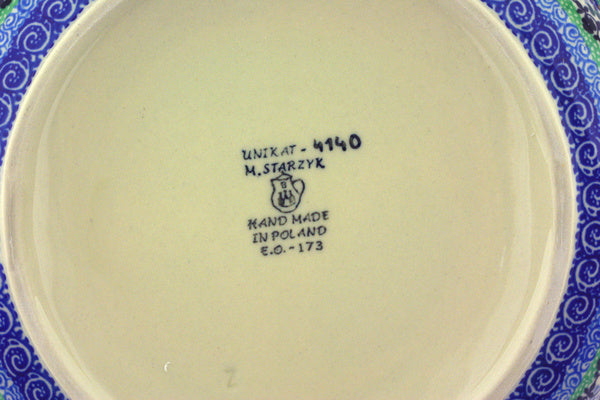 UNIKAT - 4140
M. STARZYK
HAND MADE
IN POLAND
E.O. - 173